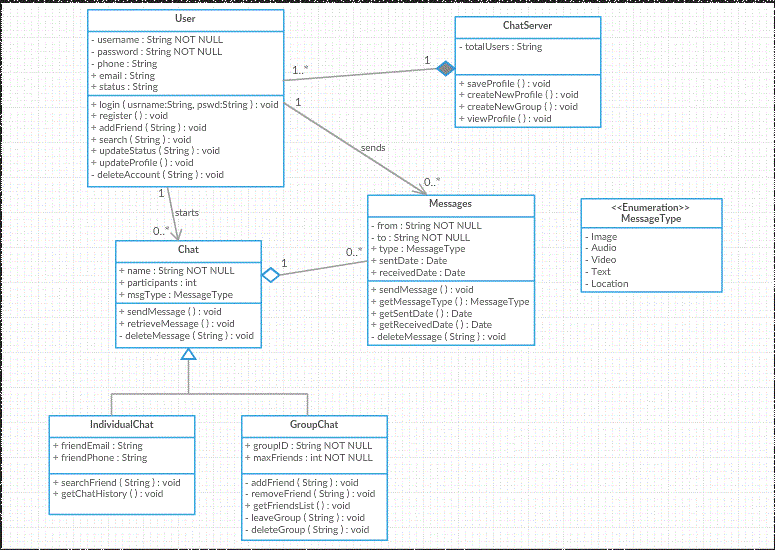 User
- username : String NOT NULL
- password : String NOT NULL
- phone : String
+ email : String
+ status : String
+ login ( usrname:String, pswd:String ) : void
+ register ( ) : void
+ addFriend ( String ) : void
+ search ( String ) : void
+ updateStatus ( String ) : void
+ updateProfile ( ) : void
- deleteAccount ( String ) : void
ChatServer
- totalUsers : String
+ saveProfile ( ) : void
+ createNewProfile ( ) : void
+ createNewGroup ( ) : void
+ viewProfile ( ) : void
1..*
1
1
sends
0..*
1
starts
0..*
Messages
- from : String NOT NULL
- to : String NOT NULL
+ type : MessageType
+ sentDate : Date
+ receivedDate : Date
+ sendMessage ( ) : void
+ getMessageType ( ) : MessageType
+ getSentDate ( ) : Date
+ getReceivedDate ( ) : Date
- deleteMessage ( String ) : void
<<Enumeration>>
MessageType
- Image
- Audio
- Video
- Text
- Location
Chat
+ name : String NOT NULL
+ participants : int
+ msgType : MessageType
+ sendMessage ( ) : void
+ retrieveMessage ( ) : void
- deleteMessage ( String ) : void
1
0..*
IndividualChat
+ friendEmail : String
+ friendPhone : String
+ searchFriend ( String ) : void
+ getChatHistory ( ) : void
GroupChat
+ groupID : String NOT NULL
+ maxFriends : int NOT NULL
- addFriend ( String ) : void
- removeFriend ( String ) : void
+ getFriendsList ( ) : void
- leaveGroup ( String ) : void
- deleteGroup ( String ) : void